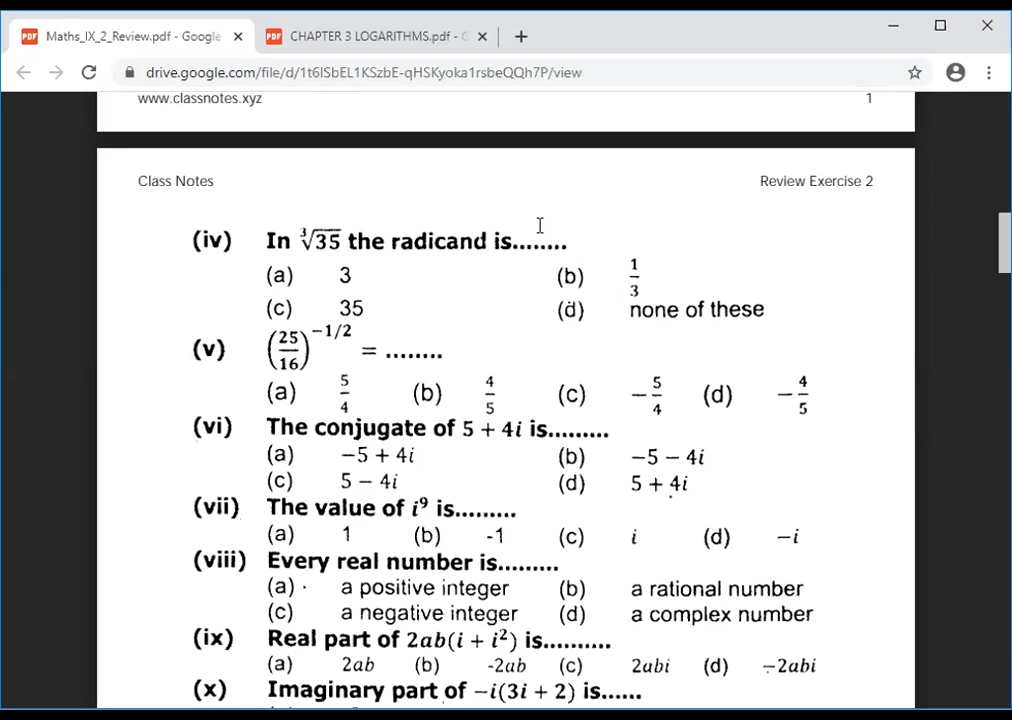 Maths_IX_2_Review.pdf - Google
CHAPTER 3 LOGARITHMS.pdf - G
drive.google.com/file/d/1t6ISbEL1KSzbE-qHSKyoka1rsbeQQh7P/view
www.classnotes.xyz 1
Class Notes Review Exercise 2
(iv) In ∛35 the radicand is........
(a) 3 (b) 1/3
(c) 35 (d) none of these
(v) (25/16)^−1/2 = ........
(a) 5/4 (b) 4/5 (c) −5/4 (d) −4/5
(vi) The conjugate of 5 + 4i is.........
(a) −5 + 4i (b) −5 − 4i
(c) 5 − 4i (d) 5 + 4i
(vii) The value of i⁹ is.........
(a) 1 (b) -1 (c) i (d) −i
(viii) Every real number is.........
(a) a positive integer (b) a rational number
(c) a negative integer (d) a complex number
(ix) Real part of 2ab(i + i²) is..........
(a) 2ab (b) -2ab (c) 2abi (d) −2abi
(x) Imaginary part of −i(3i + 2) is......